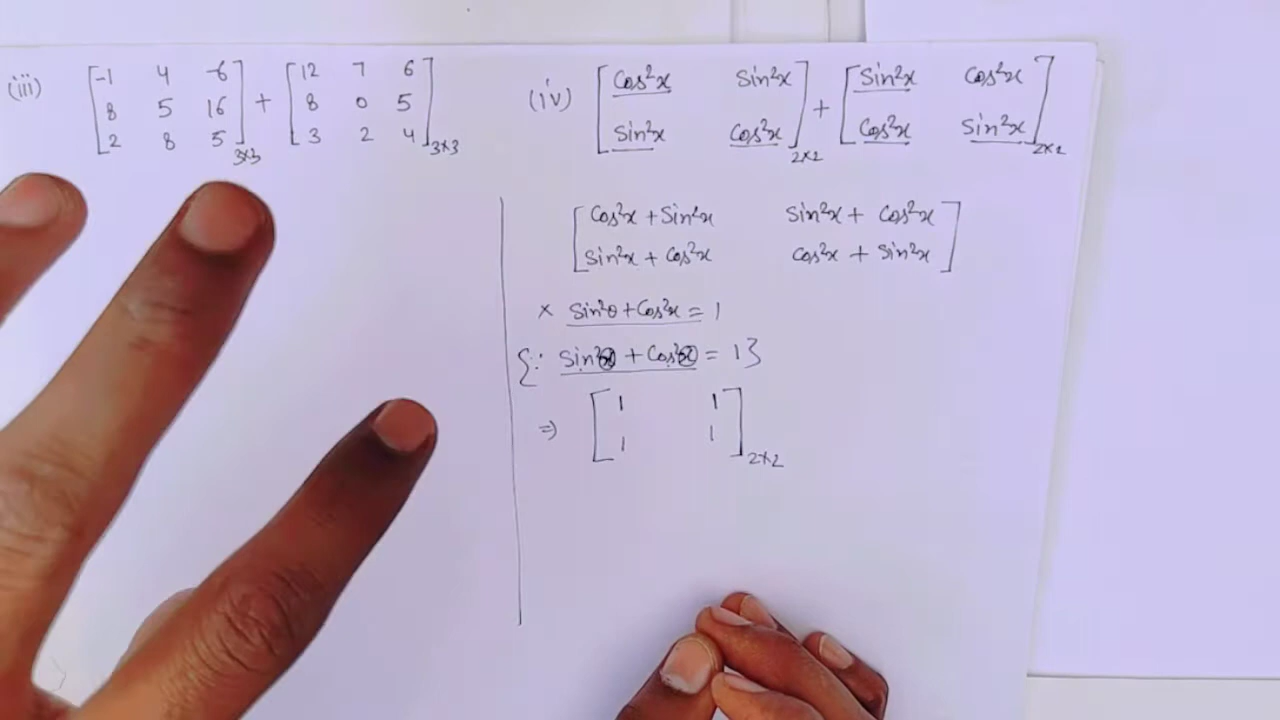 (iii) [-1 4 -6 + [12 7 6
8 5 16 8 0 5
2 8 5]3×3 3 2 4]3×3
(iv) [Cos²x Sin²x + [Sin²x Cos²x
Sin²x Cos²x]2×2 Cos²x Sin²x]2×2
[Cos²x + Sin²x Sin²x + Cos²x
Sin²x + Cos²x Cos²x + Sin²x]
× Sin²θ + Cos²x = 1
{∵ Sin²x + Cos²x = 1}
⇒ [1 1
1 1]2×2